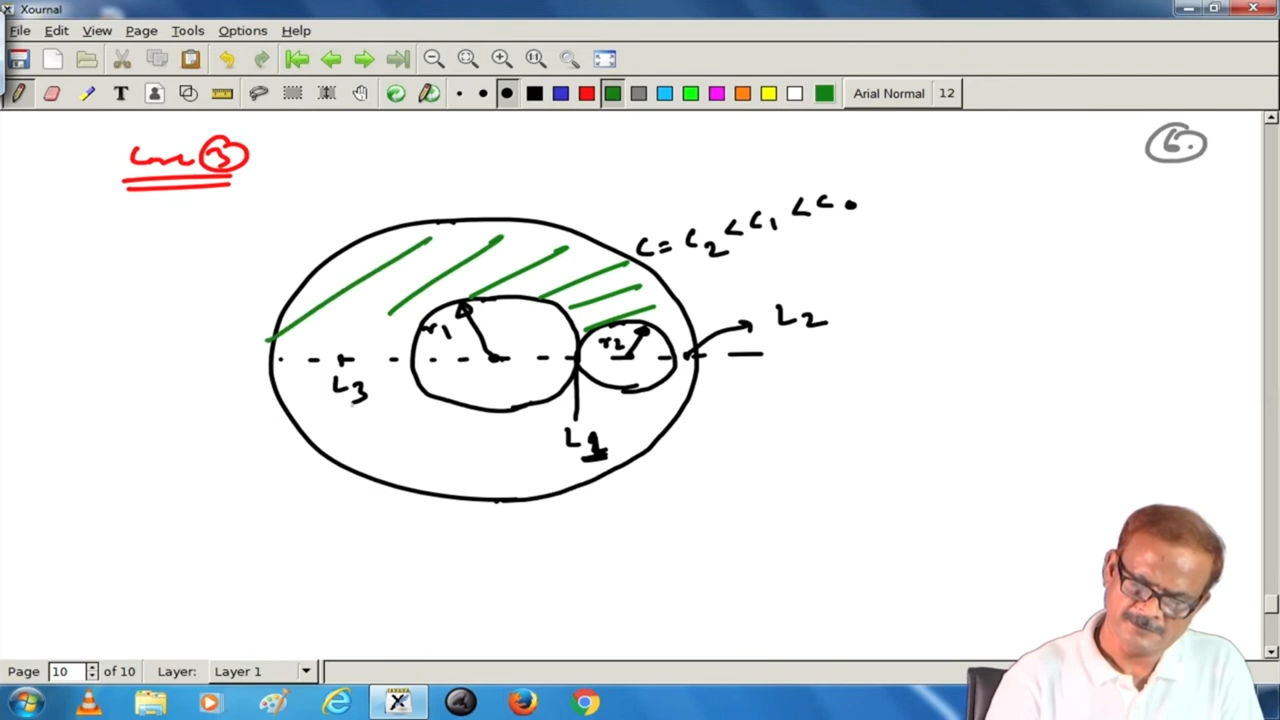 Xournal
File Edit View Page Tools Options Help
T Arial Normal 12
Case ③
6.
C = C₂ < C₁ < C₀
r₁
r₂
L₂
L₃
L₁
Page 10 of 10 Layer: Layer 1